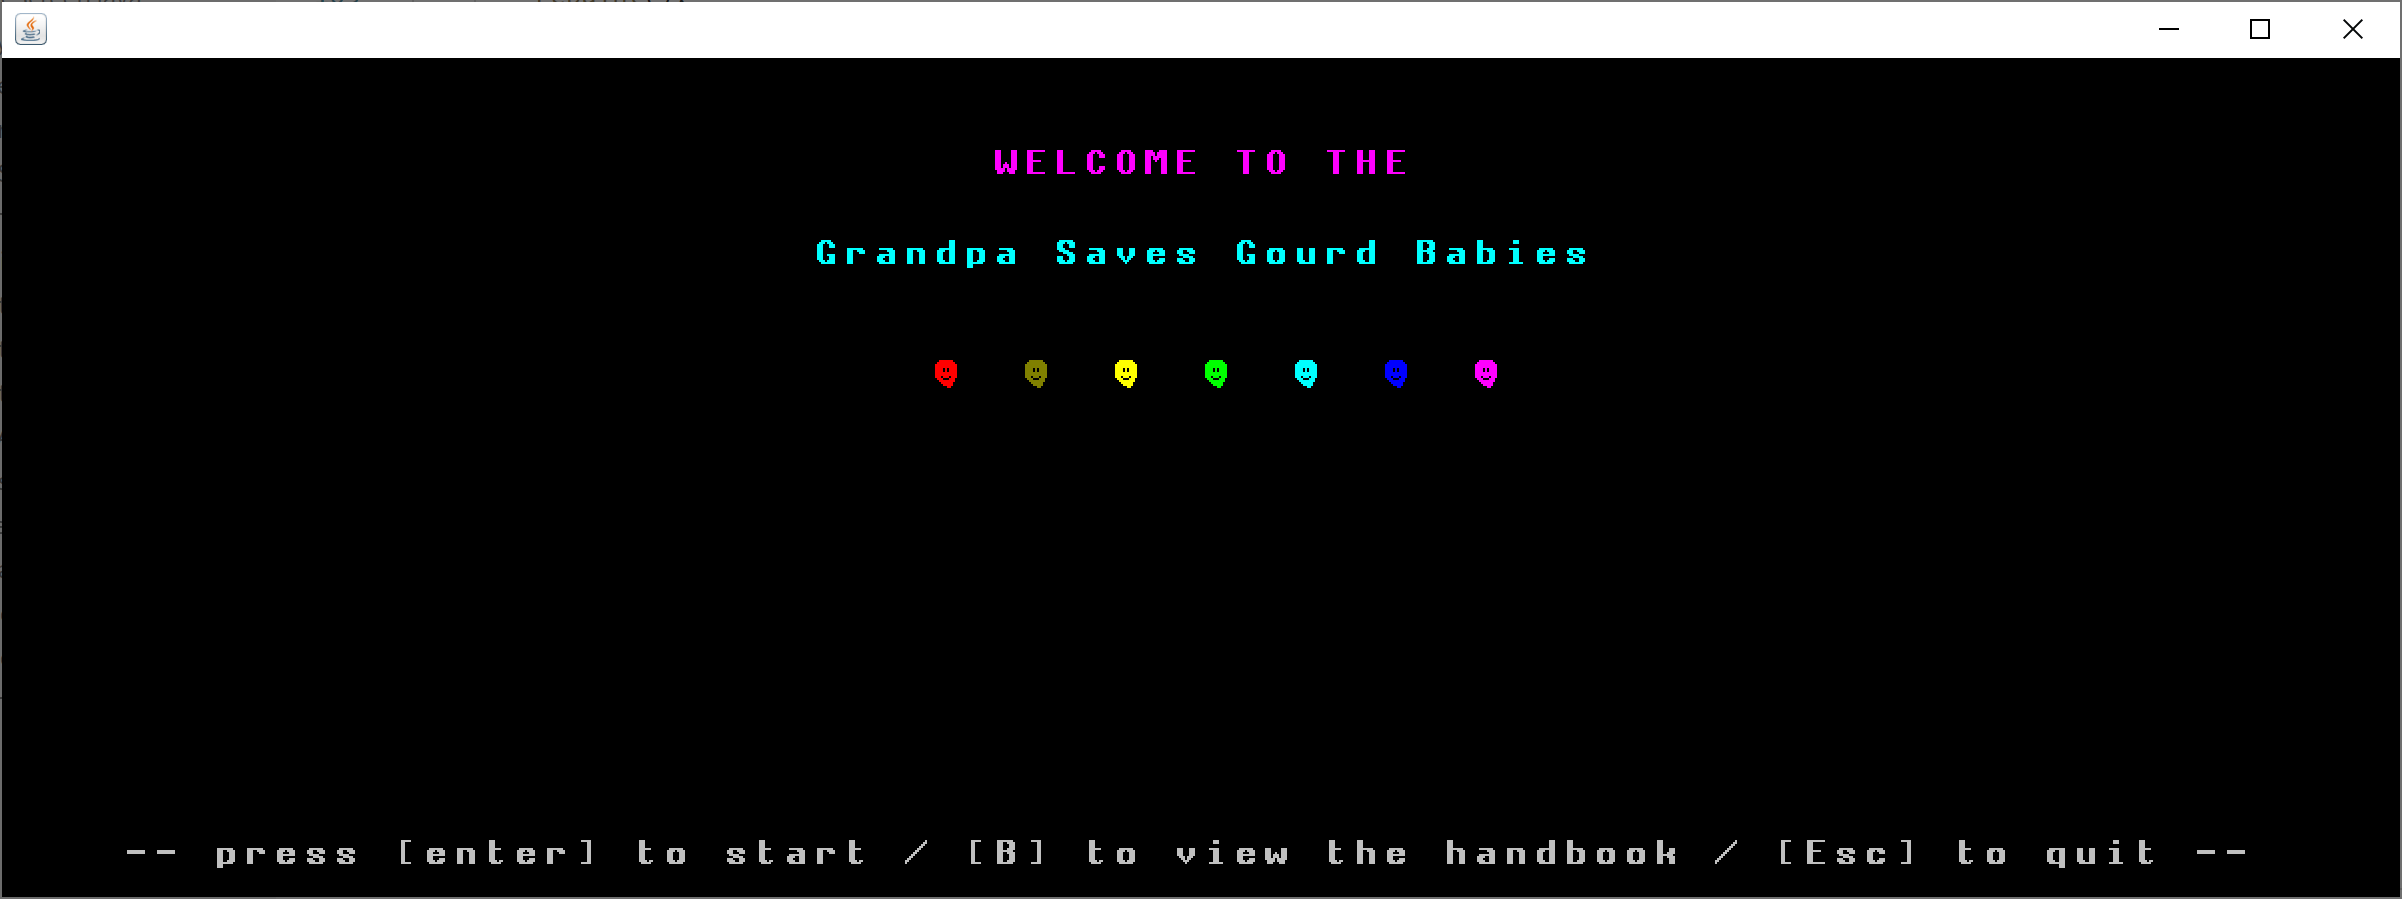 WELCOME TO THE
Grandpa Saves Gourd Babies
-- press [enter] to start / [B] to view the handbook / [Esc] to quit --